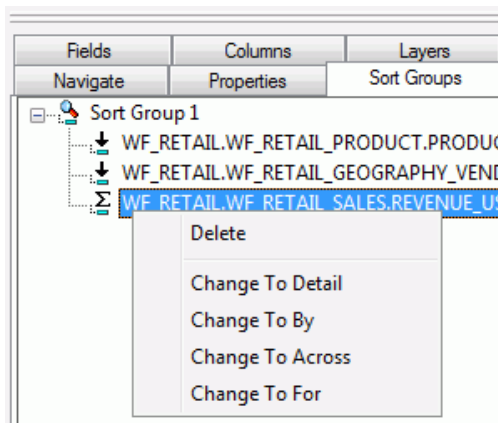 Fields Columns Layers
Navigate Properties Sort Groups
Sort Group 1
WF_RETAIL.WF_RETAIL_PRODUCT.PRODUC
WF_RETAIL.WF_RETAIL_GEOGRAPHY_VEND
WF_RETAIL.WF_RETAIL_SALES.REVENUE_US
Delete
Change To Detail
Change To By
Change To Across
Change To For